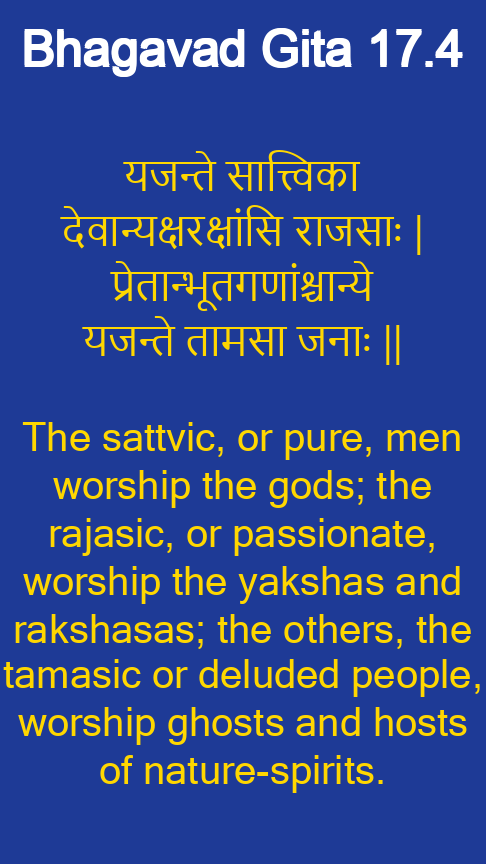 Bhagavad Gita 17.4
यजन्ते सात्त्विका
देवान्यक्षरक्षांसि राजसाः |
प्रेतान्भूतगणांश्चान्ये
यजन्ते तामसा जनाः ||
The sattvic, or pure, men
worship the gods; the
rajasic, or passionate,
worship the yakshas and
rakshasas; the others, the
tamasic or deluded people,
worship ghosts and hosts
of nature-spirits.